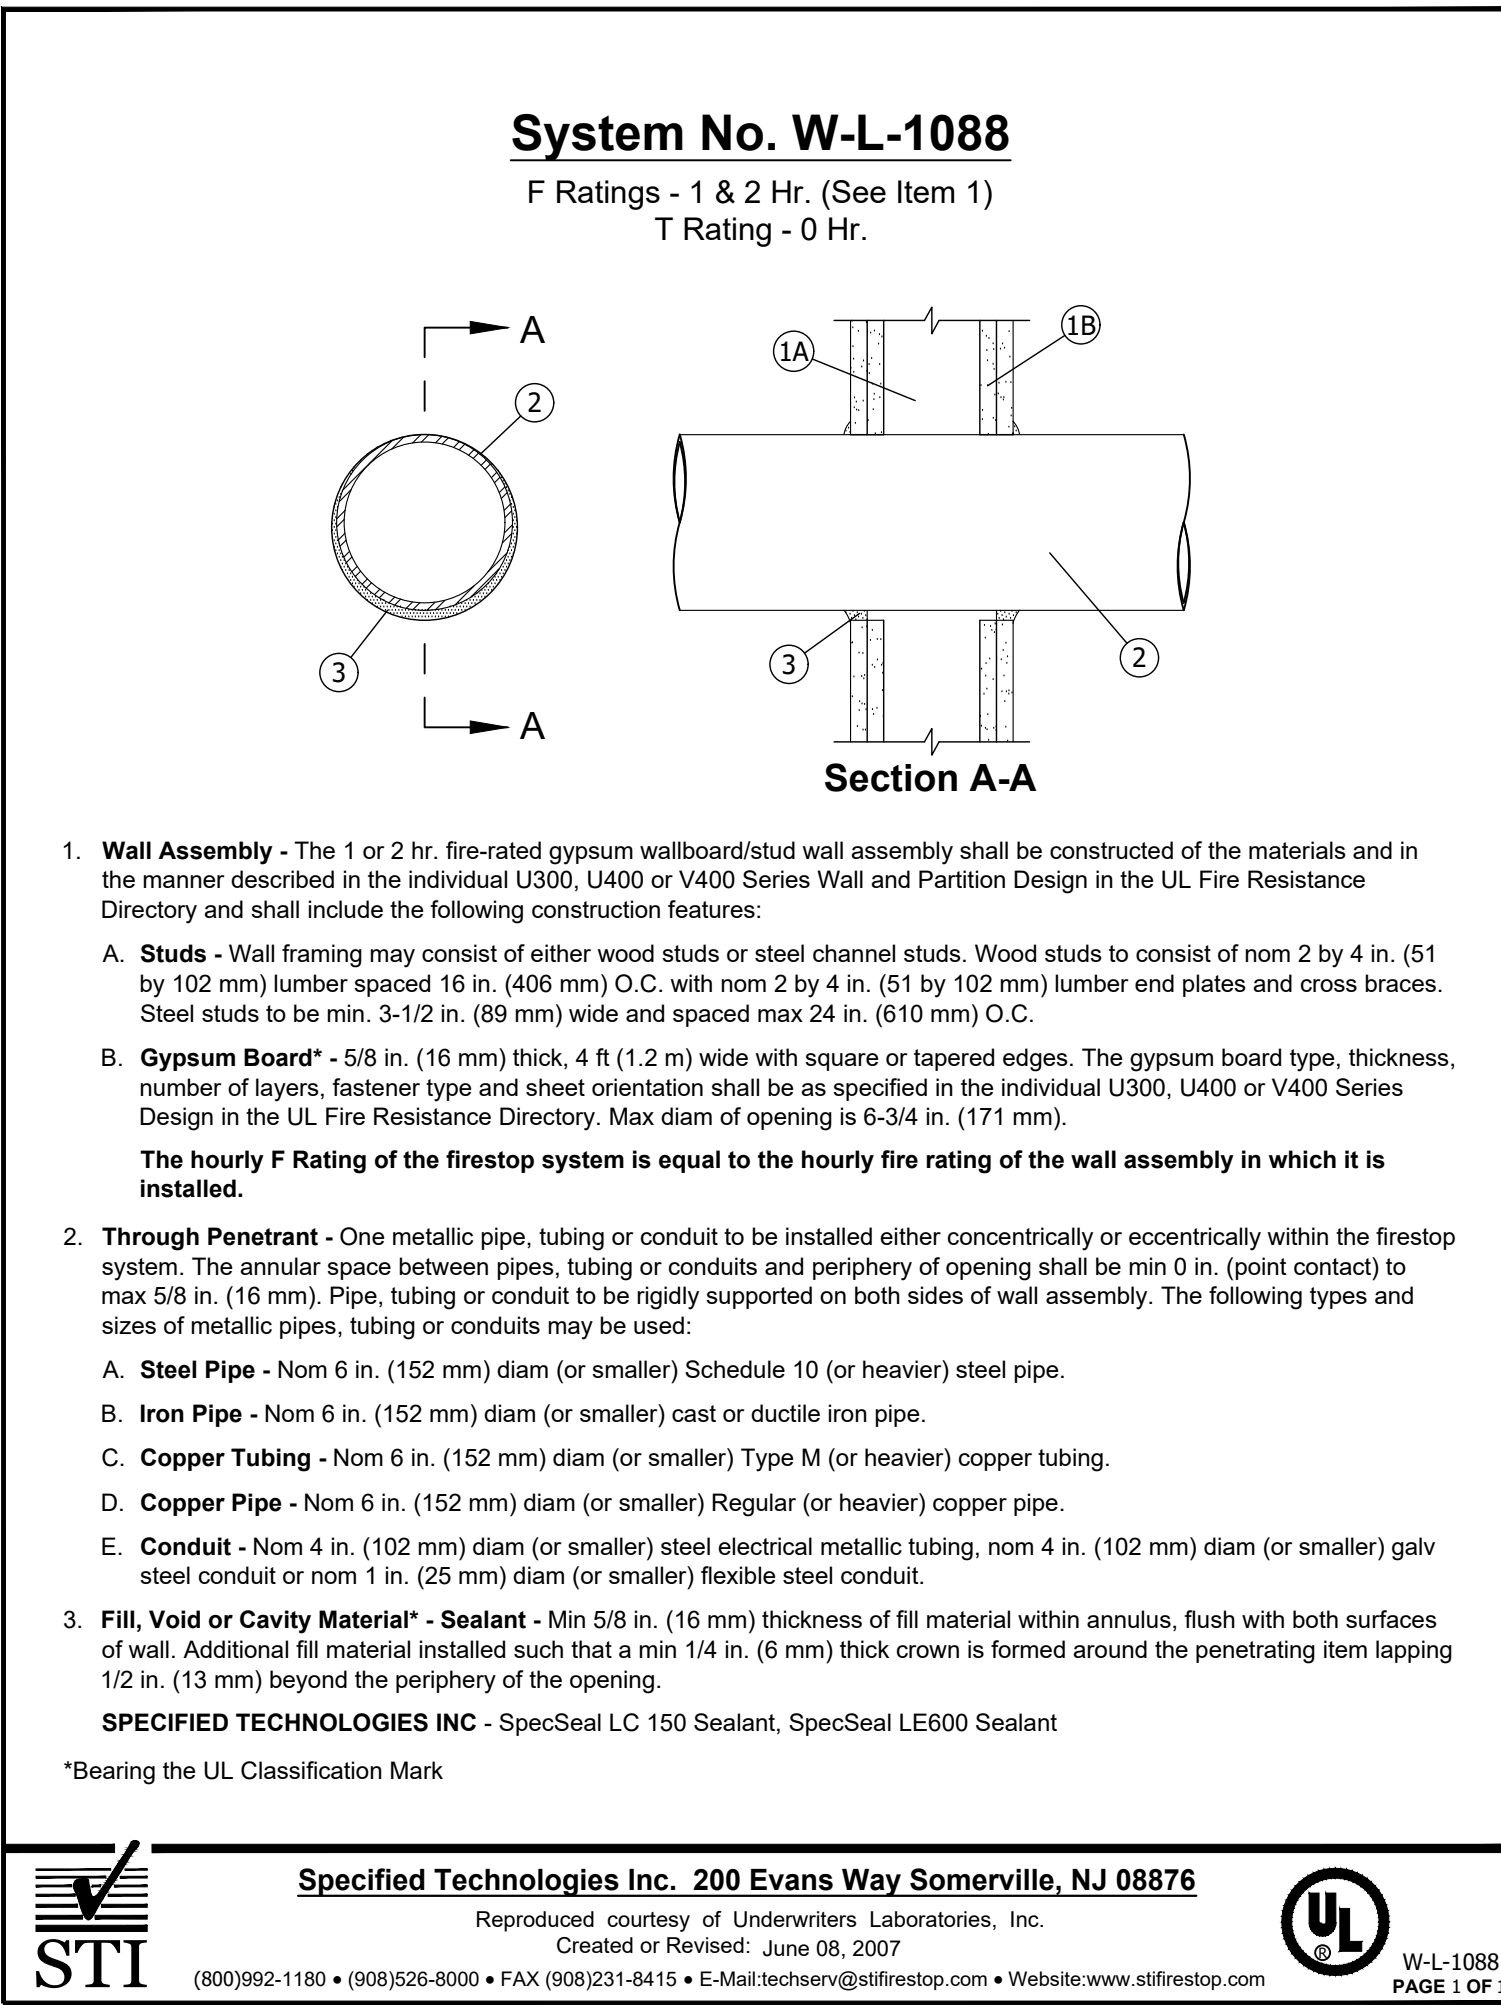 System No. W-L-1088
F Ratings - 1 & 2 Hr. (See Item 1)
T Rating - 0 Hr.
A
2
3
A
1A
1B
3
2
Section A-A
1. Wall Assembly - The 1 or 2 hr. fire-rated gypsum wallboard/stud wall assembly shall be constructed of the materials and in
the manner described in the individual U300, U400 or V400 Series Wall and Partition Design in the UL Fire Resistance
Directory and shall include the following construction features:
A. Studs - Wall framing may consist of either wood studs or steel channel studs. Wood studs to consist of nom 2 by 4 in. (51
by 102 mm) lumber spaced 16 in. (406 mm) O.C. with nom 2 by 4 in. (51 by 102 mm) lumber end plates and cross braces.
Steel studs to be min. 3-1/2 in. (89 mm) wide and spaced max 24 in. (610 mm) O.C.
B. Gypsum Board* - 5/8 in. (16 mm) thick, 4 ft (1.2 m) wide with square or tapered edges. The gypsum board type, thickness,
number of layers, fastener type and sheet orientation shall be as specified in the individual U300, U400 or V400 Series
Design in the UL Fire Resistance Directory. Max diam of opening is 6-3/4 in. (171 mm).
The hourly F Rating of the firestop system is equal to the hourly fire rating of the wall assembly in which it is
installed.
2. Through Penetrant - One metallic pipe, tubing or conduit to be installed either concentrically or eccentrically within the firestop
system. The annular space between pipes, tubing or conduits and periphery of opening shall be min 0 in. (point contact) to
max 5/8 in. (16 mm). Pipe, tubing or conduit to be rigidly supported on both sides of wall assembly. The following types and
sizes of metallic pipes, tubing or conduits may be used:
A. Steel Pipe - Nom 6 in. (152 mm) diam (or smaller) Schedule 10 (or heavier) steel pipe.
B. Iron Pipe - Nom 6 in. (152 mm) diam (or smaller) cast or ductile iron pipe.
C. Copper Tubing - Nom 6 in. (152 mm) diam (or smaller) Type M (or heavier) copper tubing.
D. Copper Pipe - Nom 6 in. (152 mm) diam (or smaller) Regular (or heavier) copper pipe.
E. Conduit - Nom 4 in. (102 mm) diam (or smaller) steel electrical metallic tubing, nom 4 in. (102 mm) diam (or smaller) galv
steel conduit or nom 1 in. (25 mm) diam (or smaller) flexible steel conduit.
3. Fill, Void or Cavity Material* - Sealant - Min 5/8 in. (16 mm) thickness of fill material within annulus, flush with both surfaces
of wall. Additional fill material installed such that a min 1/4 in. (6 mm) thick crown is formed around the penetrating item lapping
1/2 in. (13 mm) beyond the periphery of the opening.
SPECIFIED TECHNOLOGIES INC - SpecSeal LC 150 Sealant, SpecSeal LE600 Sealant
*Bearing the UL Classification Mark
STI
Specified Technologies Inc. 200 Evans Way Somerville, NJ 08876
Reproduced courtesy of Underwriters Laboratories, Inc.
Created or Revised: June 08, 2007
(800)992-1180 • (908)526-8000 • FAX (908)231-8415 • E-Mail:techserv@stifirestop.com • Website:www.stifirestop.com
UL
®
W-L-1088
PAGE 1 OF 1